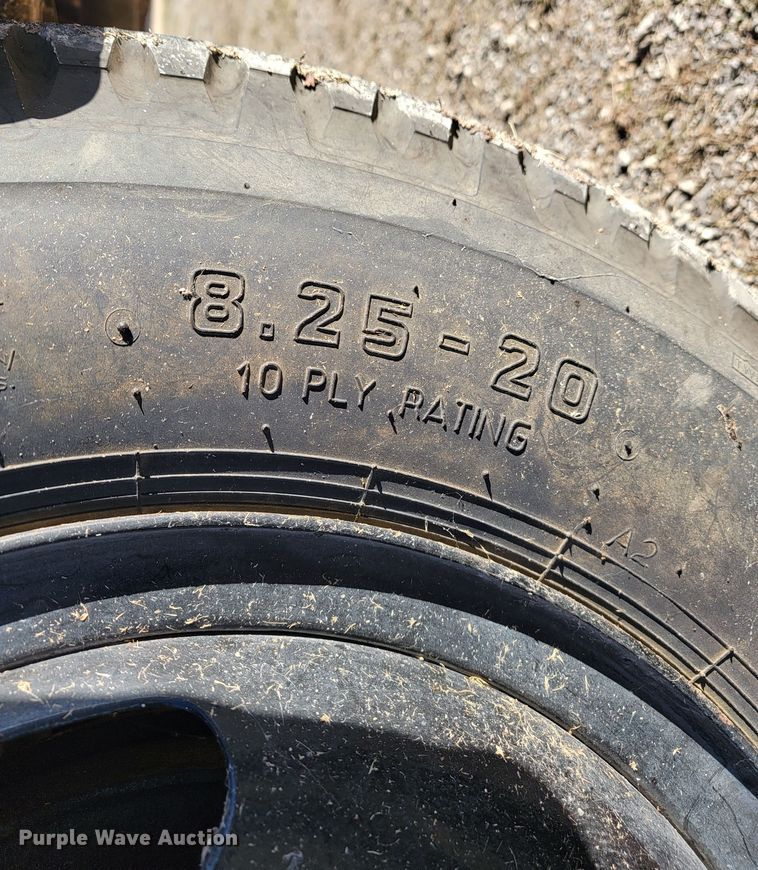 8.25-20
10 PLY RATING
A2
Purple Wave Auction